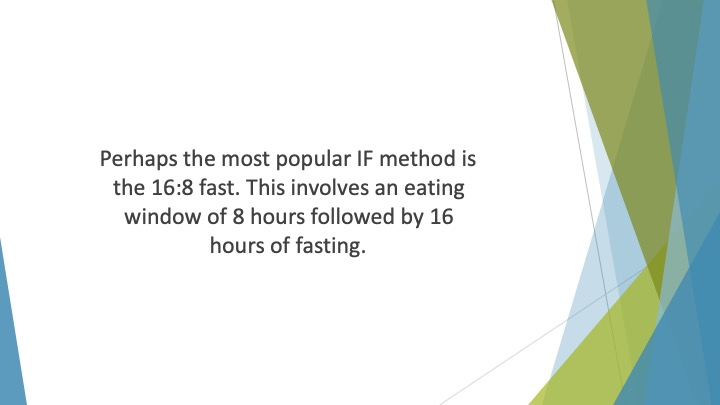 Perhaps the most popular IF method is
the 16:8 fast. This involves an eating
window of 8 hours followed by 16
hours of fasting.